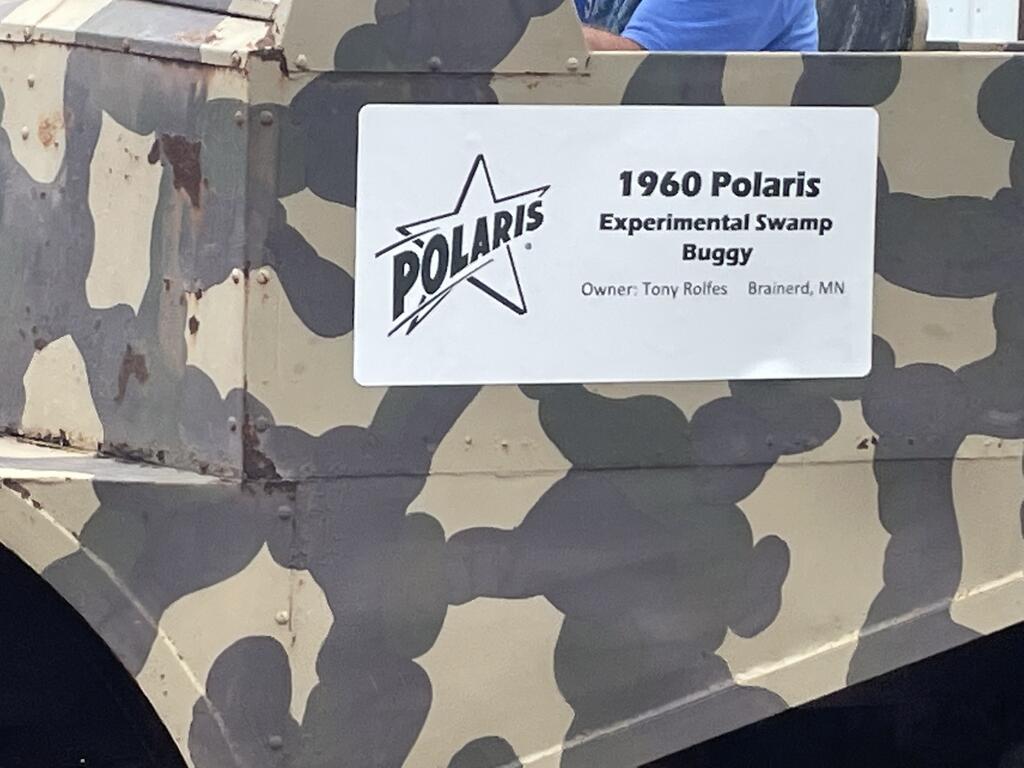 POLARIS
1960 Polaris
Experimental Swamp
Buggy
Owner: Tony Rolfes Brainerd, MN